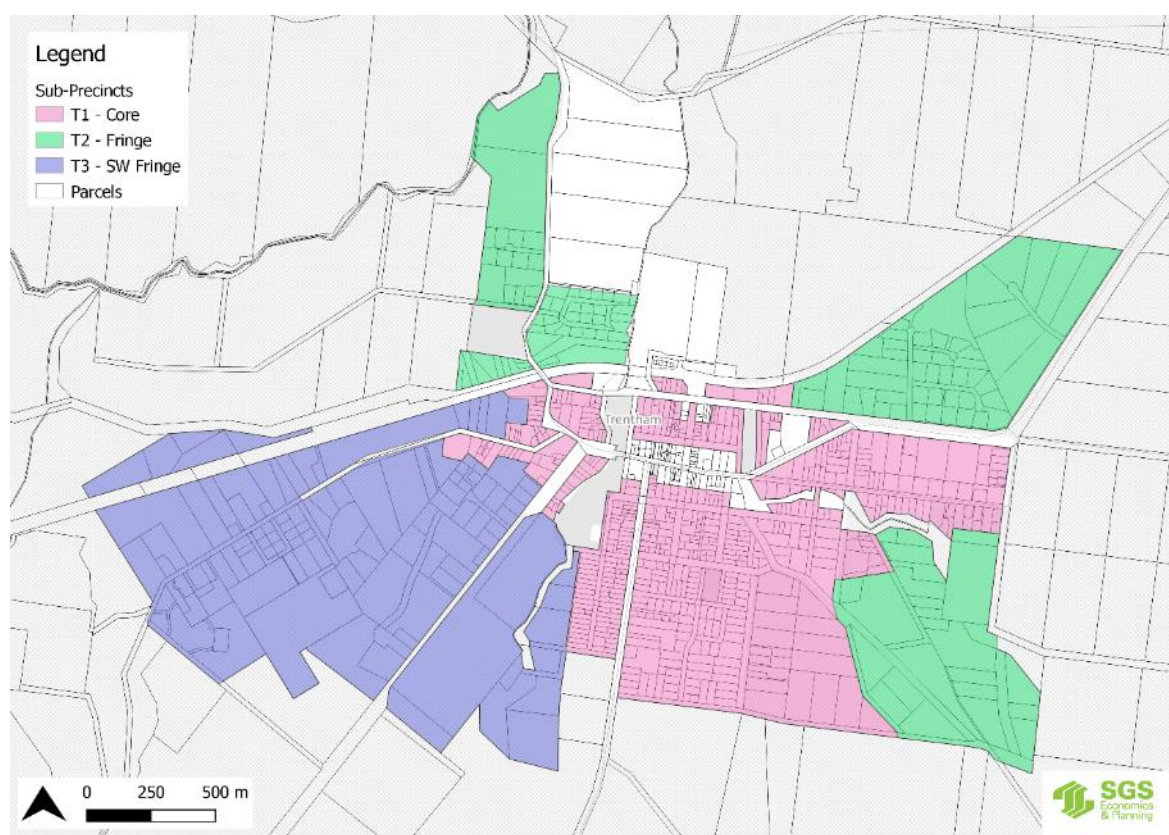 Legend
Sub-Precincts
T1 - Core
T2 - Fringe
T3 - SW Fringe
Parcels
Trentham
0 250 500 m
SGS
Economics
& Planning